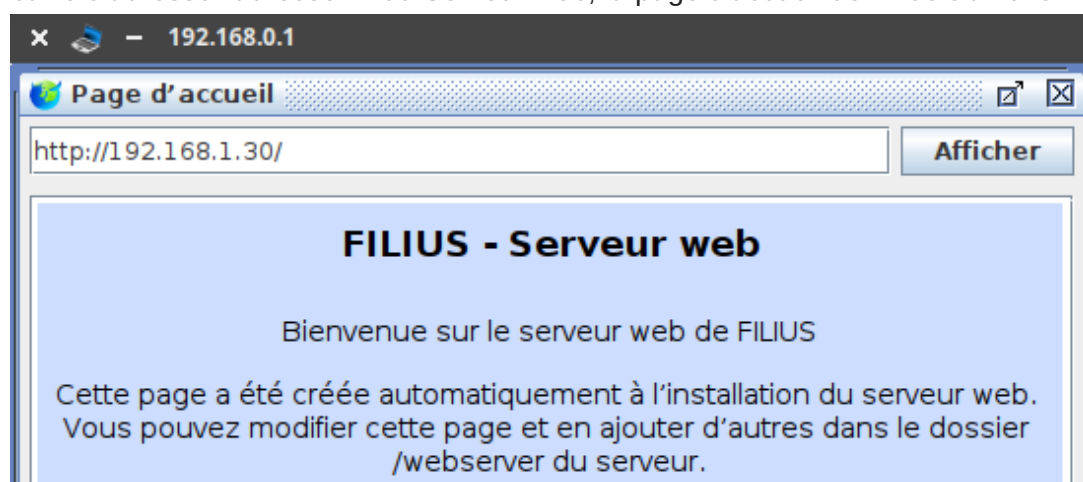 192.168.0.1
Page d'accueil
http://192.168.1.30/
Afficher
FILIUS - Serveur web
Bienvenue sur le serveur web de FILIUS
Cette page a été créée automatiquement à l'installation du serveur web.
Vous pouvez modifier cette page et en ajouter d'autres dans le dossier
/webserver du serveur.